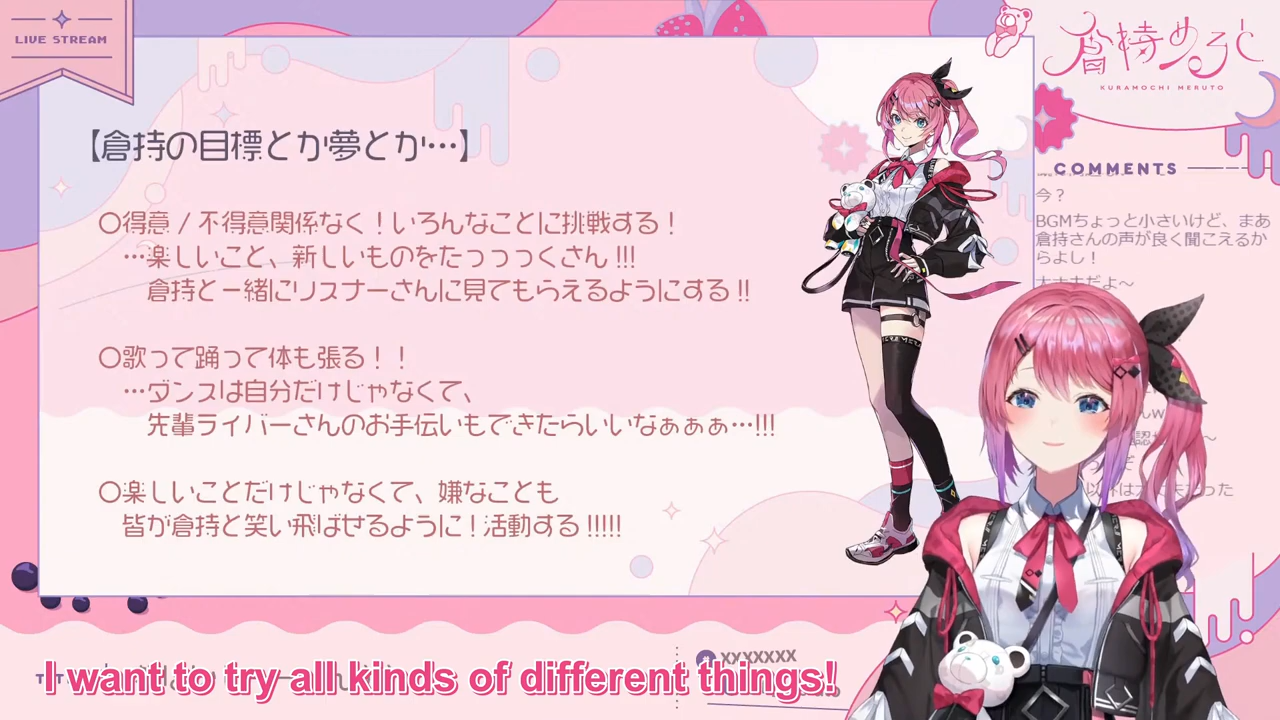 LIVE STREAM
倉持めると
KURAMOCHI MERUTO
【倉持の目標とか夢とか…】
〇得意 / 不得意関係なく！いろんなことに挑戦する！
…楽しいこと、新しいものをたっっっくさん !!!
倉持と一緒にリスナーさんに見てもらえるようにする !!
〇歌って踊って体も張る！！
…ダンスは自分だけじゃなくて、
先輩ライバーさんのお手伝いもできたらいいなぁぁぁ…!!!
〇楽しいことだけじゃなくて、嫌なことも
皆が倉持と笑い飛ばせるように！活動する !!!!!
COMMENTS
今？
BGMちょっと小さいけど、まあ
倉持さんの声が良く聞こえるか
らよし！
XXXXXXX
I want to try all kinds of different things!